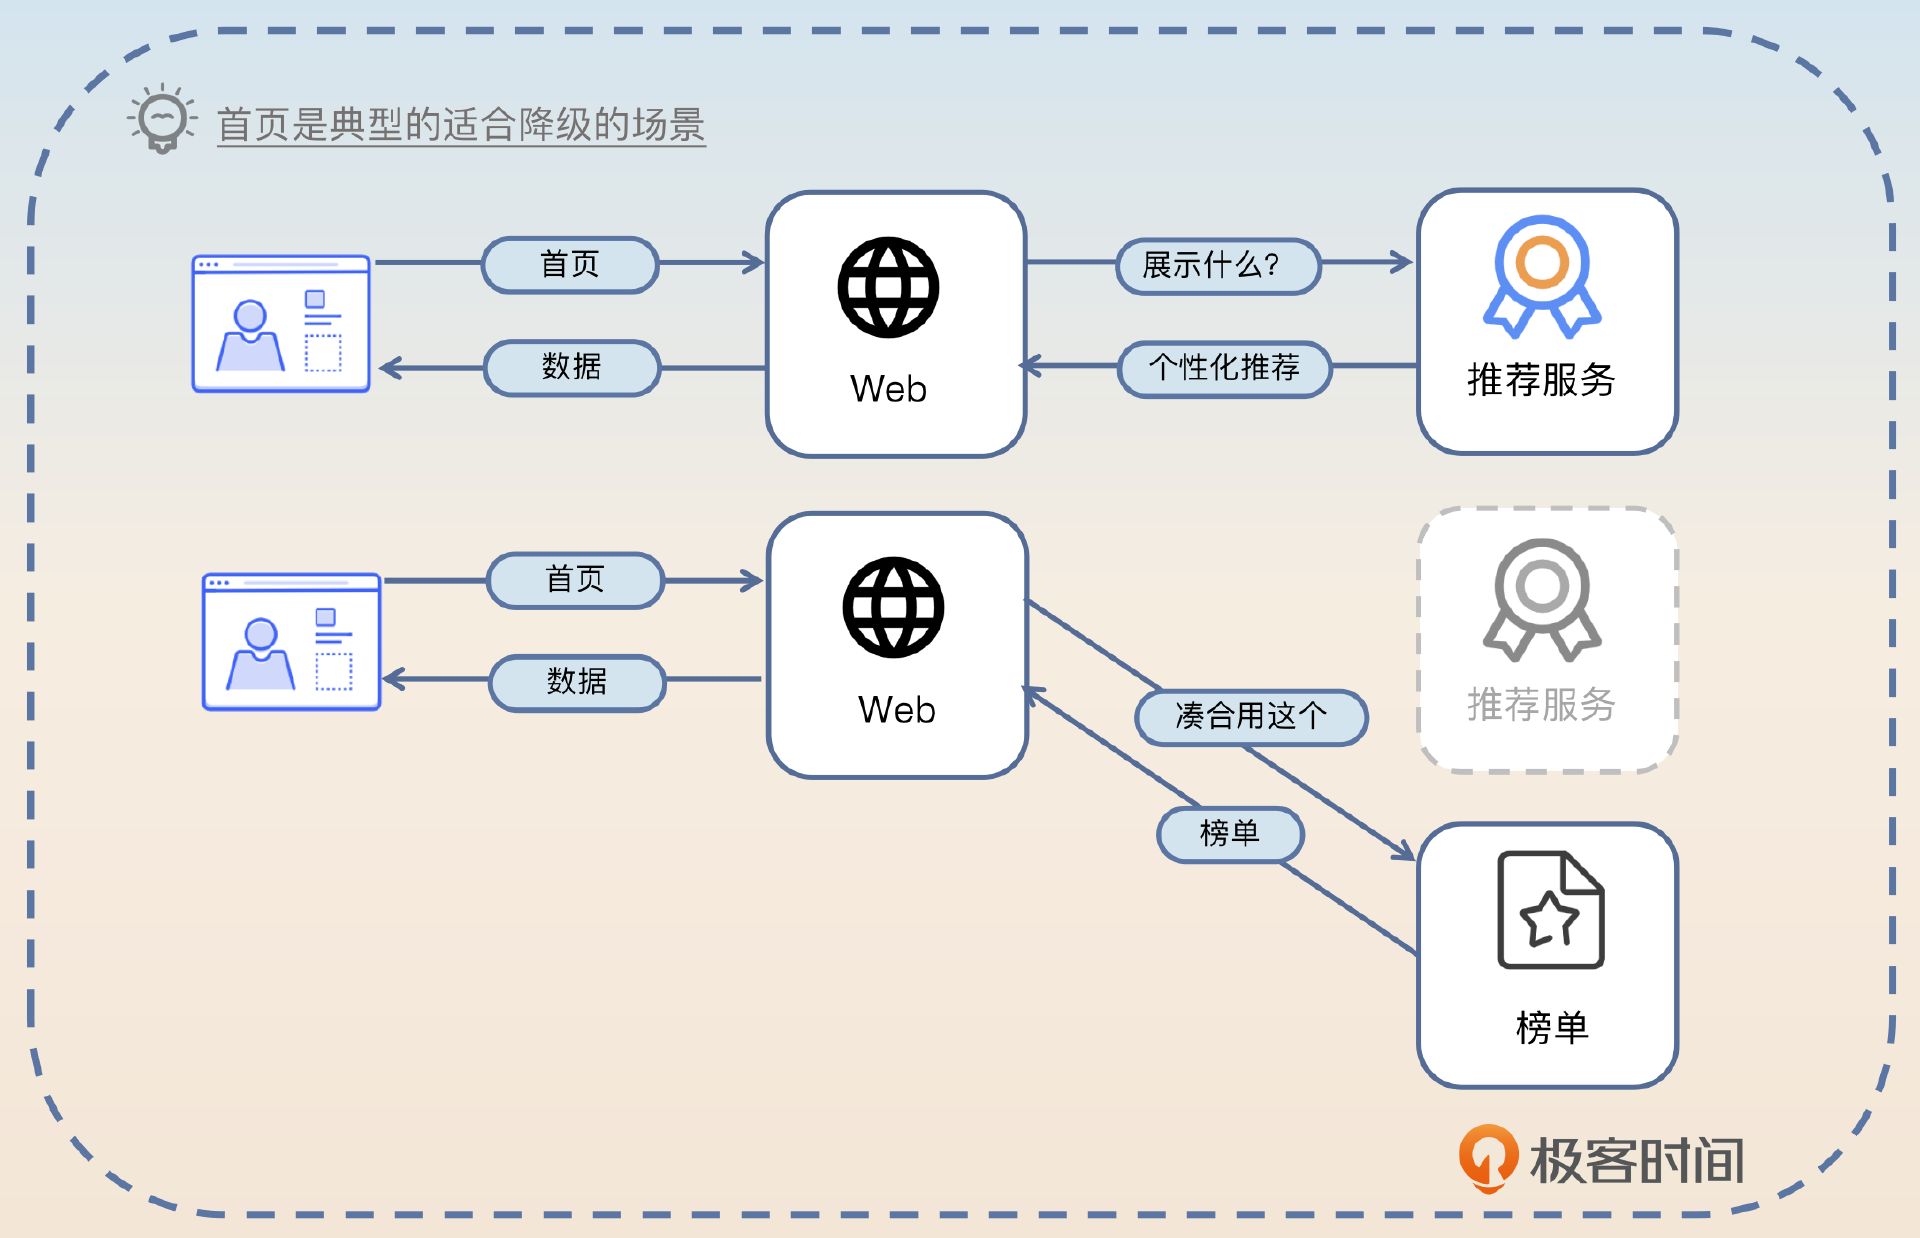 首页是典型的适合降级的场景
首页
展示什么?
数据
个性化推荐
Web
推荐服务
首页
数据
Web
凑合用这个
推荐服务
榜单
榜单
极客时间